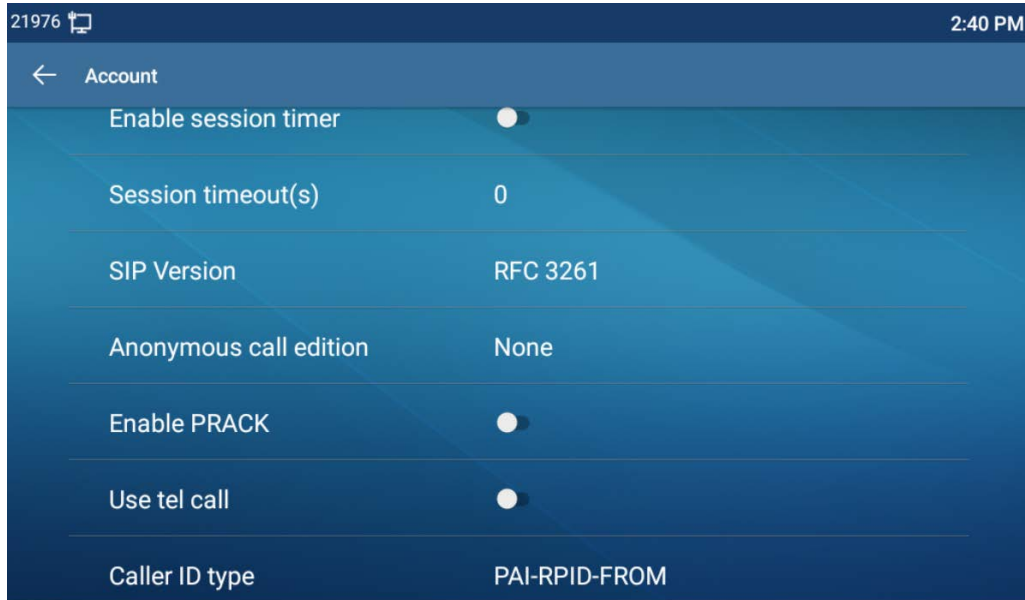 21976 2:40 PM
Account
Enable session timer
Session timeout(s) 0
SIP Version RFC 3261
Anonymous call edition None
Enable PRACK
Use tel call
Caller ID type PAI-RPID-FROM